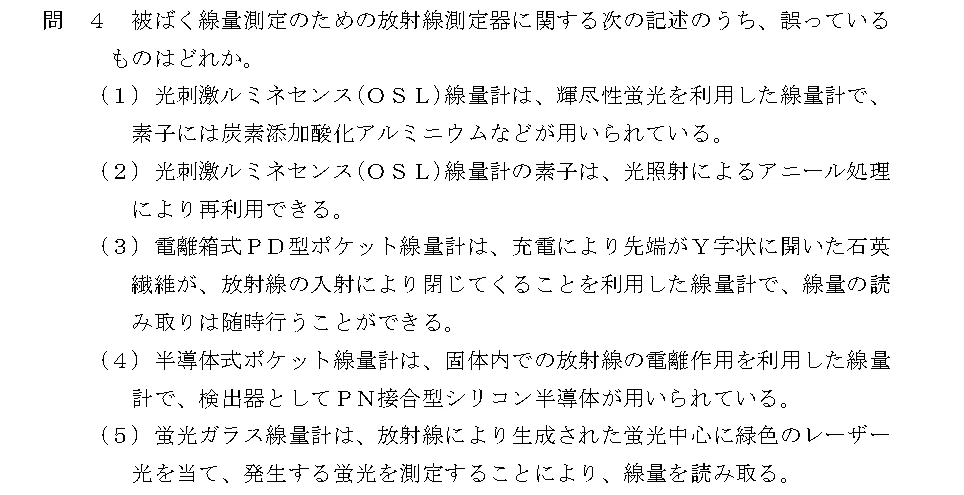 問　４　被ばく線量測定のための放射線測定器に関する次の記述のうち、誤っている
ものはどれか。
（１）光刺激ルミネセンス（ＯＳＬ）線量計は、輝尽性蛍光を利用した線量計で、
素子には炭素添加酸化アルミニウムなどが用いられている。
（２）光刺激ルミネセンス（ＯＳＬ）線量計の素子は、光照射によるアニール処理
により再利用できる。
（３）電離箱式ＰＤ型ポケット線量計は、充電により先端がＹ字状に開いた石英
繊維が、放射線の入射により閉じてくることを利用した線量計で、線量の読
み取りは随時行うことができる。
（４）半導体式ポケット線量計は、固体内での放射線の電離作用を利用した線量
計で、検出器としてＰＮ接合型シリコン半導体が用いられている。
（５）蛍光ガラス線量計は、放射線により生成された蛍光中心に緑色のレーザー
光を当て、発生する蛍光を測定することにより、線量を読み取る。